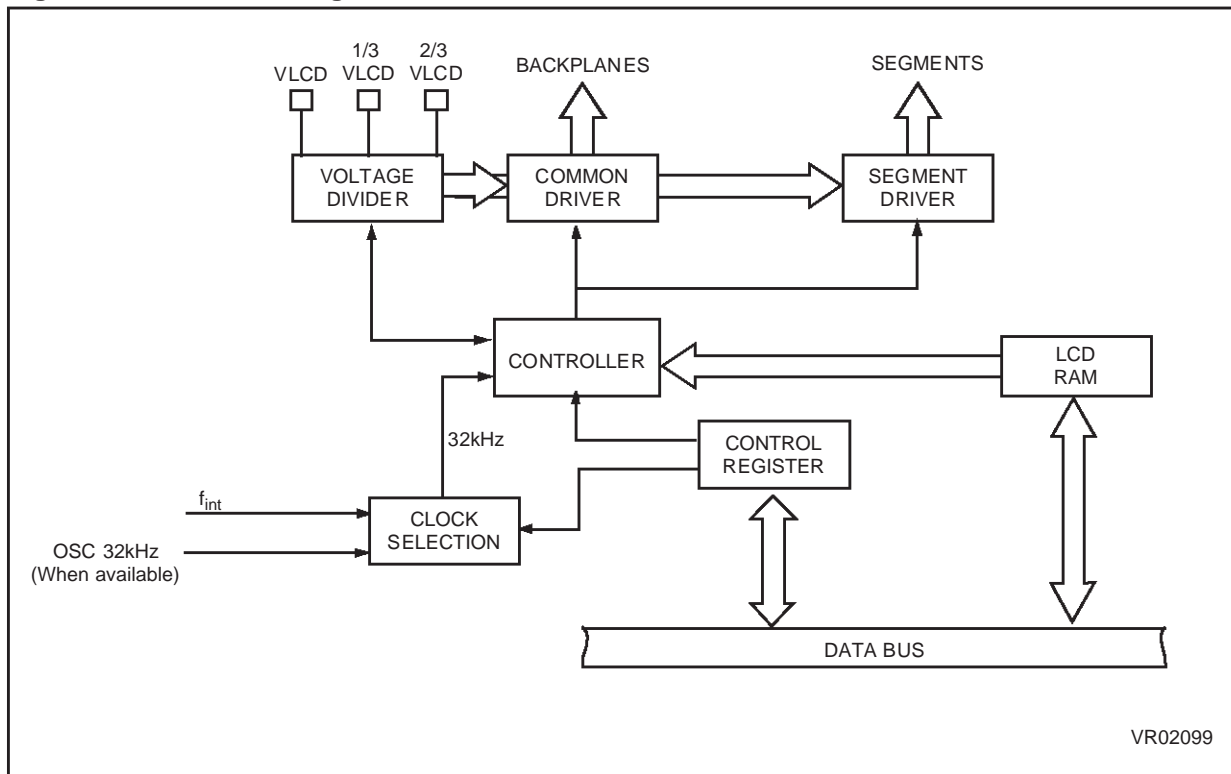 VLCD
1/3
VLCD
2/3
VLCD
BACKPLANES
SEGMENTS
VOLTAGE
DIVIDER
COMMON
DRIVER
SEGMENT
DRIVER
CONTROLLER
LCD
RAM
32kHz
CONTROL
REGISTER
fint
CLOCK
SELECTION
OSC 32kHz
(When available)
DATA BUS
VR02099